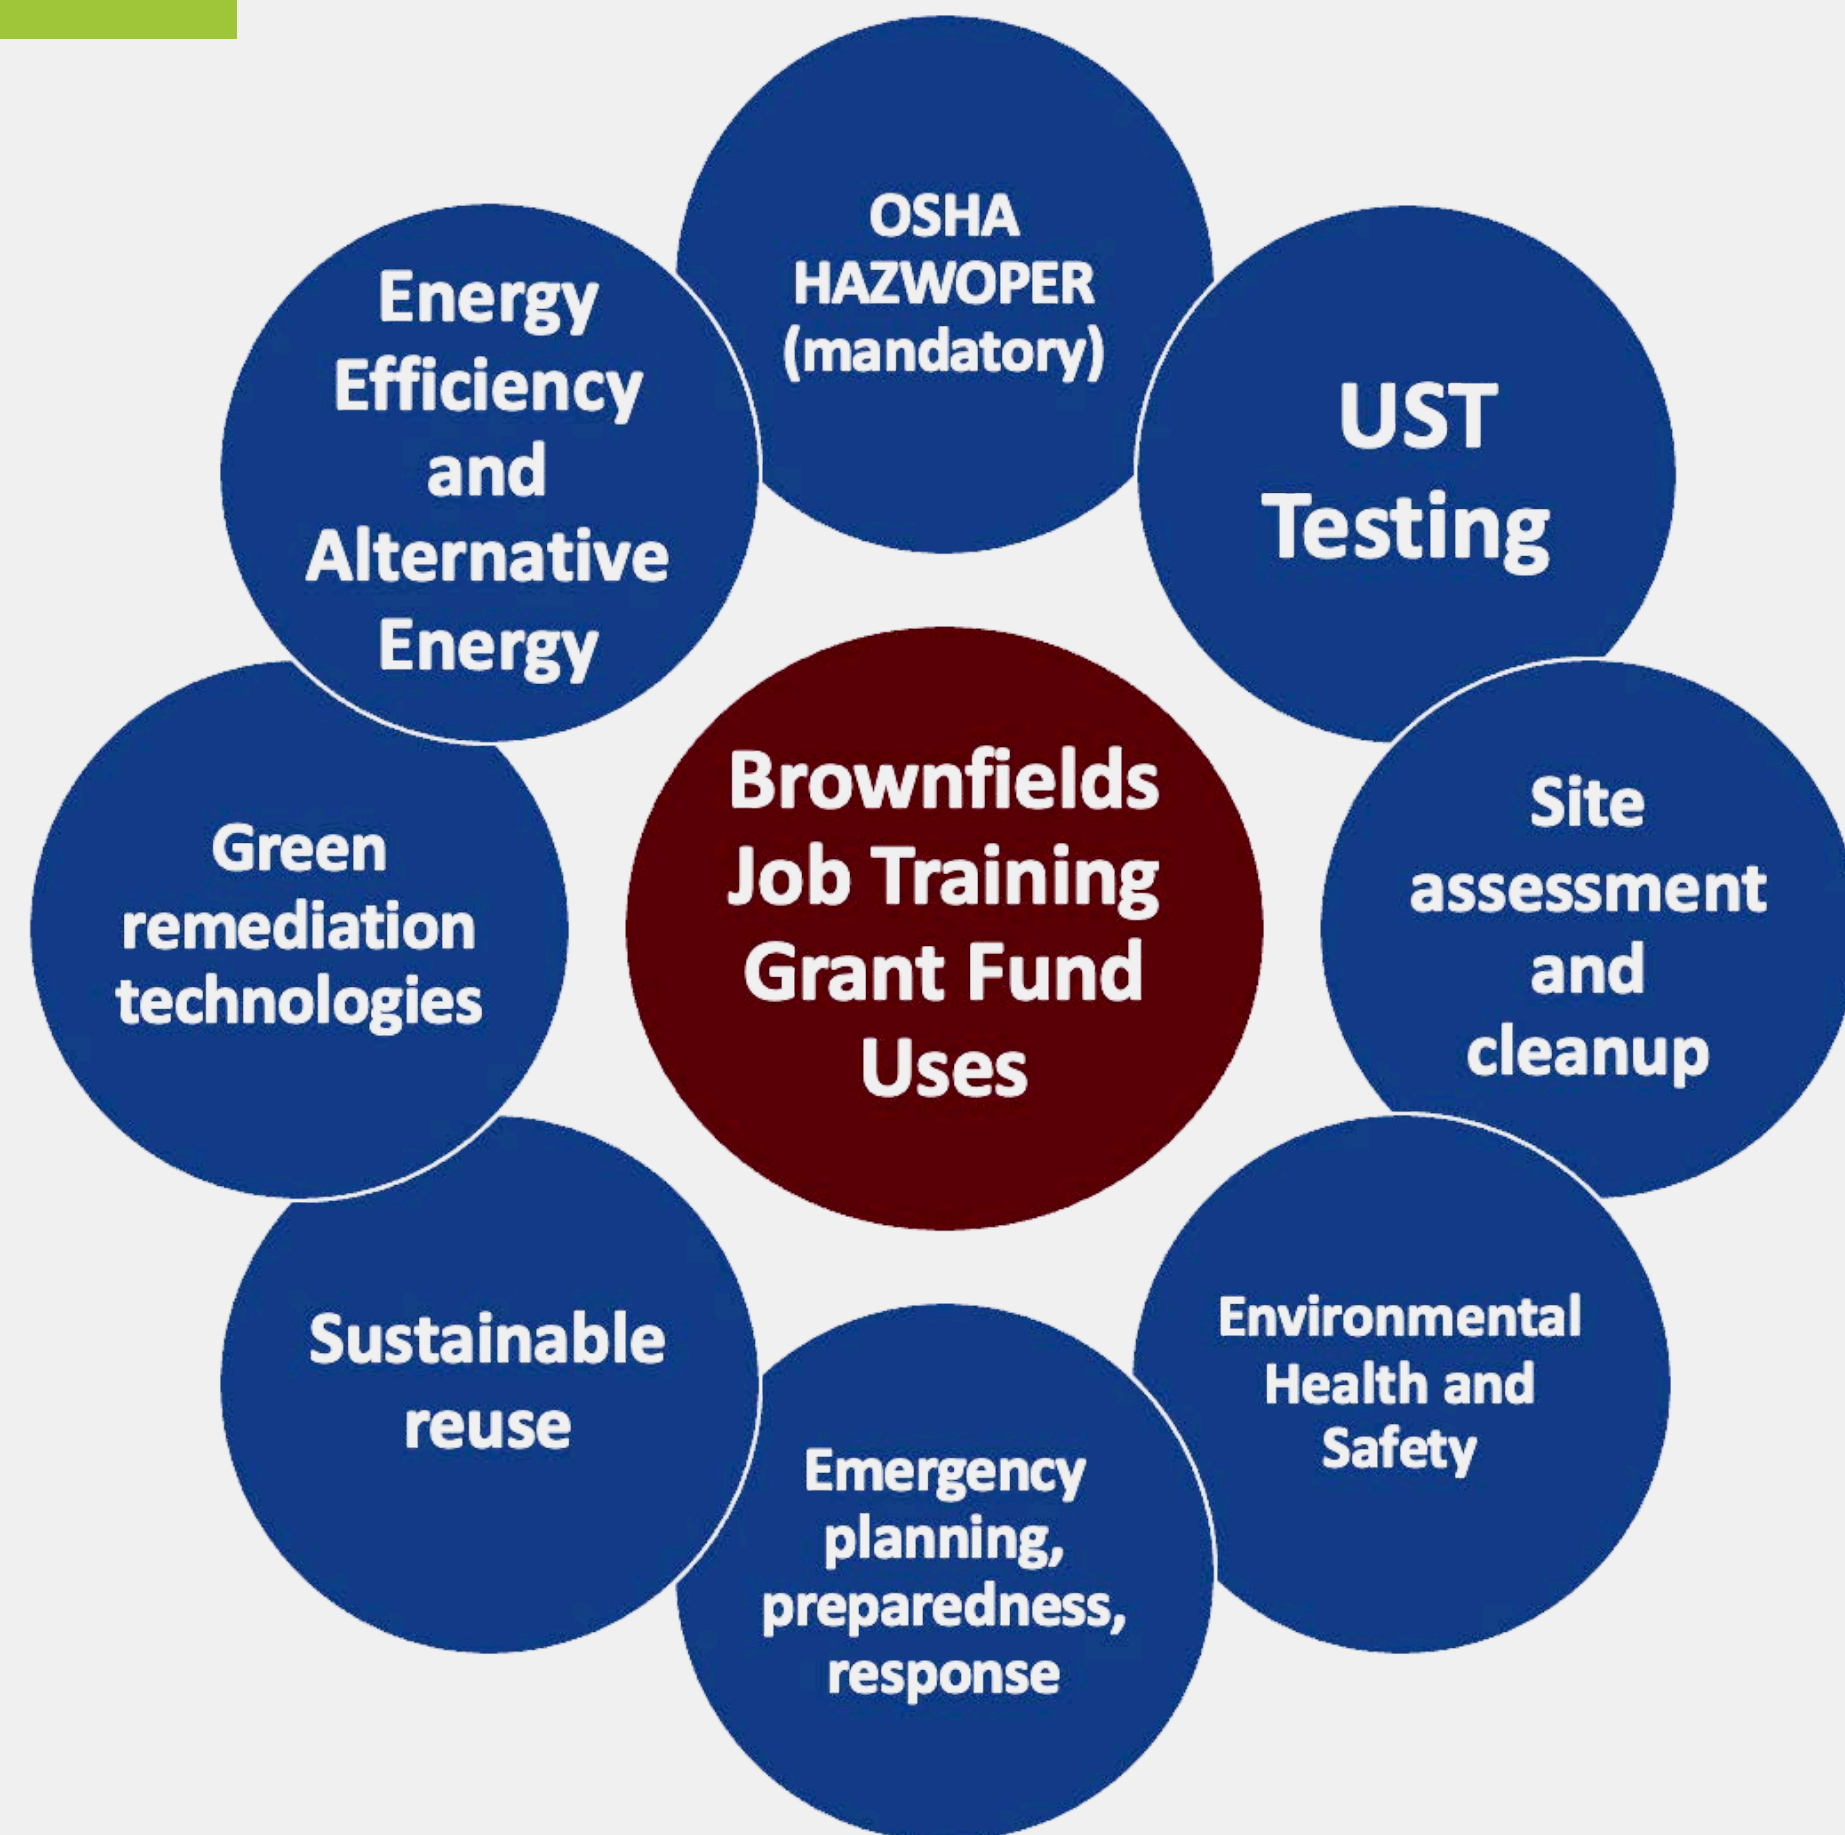 OSHA
HAZWOPER
(mandatory)
UST
Testing
Site
assessment
and
cleanup
Environmental
Health and
Safety
Emergency
planning,
preparedness,
response
Sustainable
reuse
Green
remediation
technologies
Energy
Efficiency
and
Alternative
Energy
Brownfields
Job Training
Grant Fund
Uses